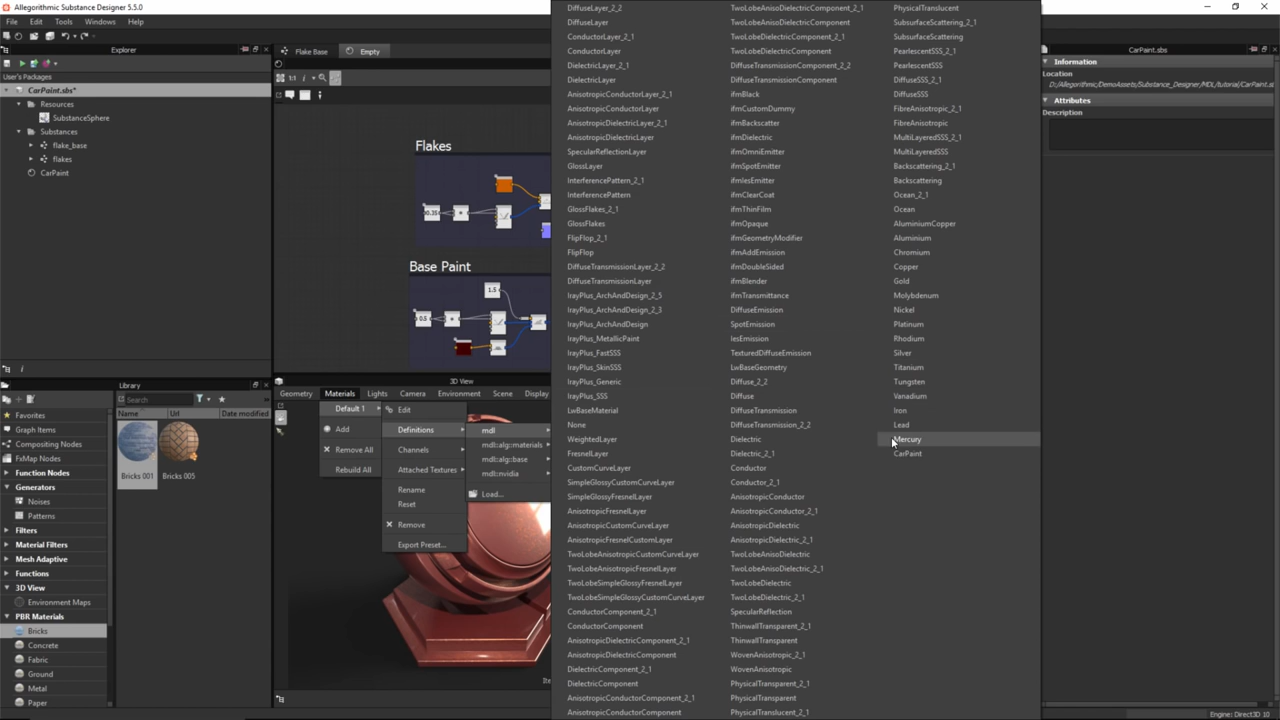 Allegorithmic Substance Designer 5.5.0
File Edit Tools Windows Help
Explorer
User's Packages
CarPaint.sbs*
Resources
SubstanceSphere
Substances
flake_base
flakes
CarPaint
Flake Base
Empty
1:1
Flakes
Base Paint
1.5
0.5
Library
Search
Name Url Date modified
Favorites
Graph Items
Compositing Nodes
FxMap Nodes
Function Nodes
Generators
Noises
Patterns
Filters
Material Filters
Mesh Adaptive
Functions
3D View
Environment Maps
PBR Materials
Bricks
Concrete
Fabric
Ground
Metal
Paper
Bricks 001
Bricks 005
3D View
Geometry Materials Lights Camera Environment Scene Display
Default 1
Add
Remove All
Rebuild All
Edit
Definitions
Channels
Attached Textures
Rename
Reset
Remove
Export Preset...
mdl
mdl::alg::materials
mdl::alg::base
mdl::nvidia
Load...
DiffuseLayer_2_2
DiffuseLayer
ConductorLayer_2_1
ConductorLayer
DielectricLayer_2_1
DielectricLayer
AnisotropicConductorLayer_2_1
AnisotropicConductorLayer
AnisotropicDielectricLayer_2_1
AnisotropicDielectricLayer
SpecularReflectionLayer
GlossLayer
InterferencePattern_2_1
InterferencePattern
GlossFlakes_2_1
GlossFlakes
FlipFlop_2_1
FlipFlop
DiffuseTransmissionLayer_2_2
DiffuseTransmissionLayer
IrayPlus_ArchAndDesign_2_5
IrayPlus_ArchAndDesign_2_3
IrayPlus_ArchAndDesign
IrayPlus_MetallicPaint
IrayPlus_FastSSS
IrayPlus_SkinSSS
IrayPlus_Generic
IrayPlus_SSS
LwBaseMaterial
None
WeightedLayer
FresnelLayer
CustomCurveLayer
SimpleGlossyCustomCurveLayer
SimpleGlossyFresnelLayer
AnisotropicFresnelLayer
AnisotropicCustomCurveLayer
AnisotropicFresnelCustomLayer
TwoLobeAnisotropicCustomCurveLayer
TwoLobeAnisotropicFresnelLayer
TwoLobeSimpleGlossyFresnelLayer
TwoLobeSimpleGlossyCustomCurveLayer
ConductorComponent_2_1
ConductorComponent
AnisotropicDielectricComponent_2_1
AnisotropicDielectricComponent
DielectricComponent_2_1
DielectricComponent
AnisotropicConductorComponent_2_1
AnisotropicConductorComponent
TwoLobeAnisoDielectricComponent_2_1
TwoLobeAnisoDielectricComponent
TwoLobeDielectricComponent_2_1
TwoLobeDielectricComponent
DiffuseTransmissionComponent_2_2
DiffuseTransmissionComponent
ifmBlack
ifmCustomDummy
ifmBackscatter
ifmDielectric
ifmOmniEmitter
ifmSpotEmitter
ifmIesEmitter
ifmClearCoat
ifmThinFilm
ifmOpaque
ifmGeometryModifier
ifmAddEmission
ifmDoubleSided
ifmBlender
ifmTransmittance
DiffuseEmission
SpotEmission
IesEmission
TexturedDiffuseEmission
LwBaseGeometry
Diffuse_2_2
Diffuse
DiffuseTransmission
DiffuseTransmission_2_2
Dielectric
Dielectric_2_1
Conductor
Conductor_2_1
AnisotropicConductor
AnisotropicConductor_2_1
AnisotropicDielectric
AnisotropicDielectric_2_1
TwoLobeAnisoDielectric
TwoLobeAnisoDielectric_2_1
TwoLobeDielectric
TwoLobeDielectric_2_1
SpecularReflection
ThinwallTransparent_2_1
ThinwallTransparent
WovenAnisotropic_2_1
WovenAnisotropic
PhysicalTransparent_2_1
PhysicalTransparent
PhysicalTranslucent_2_1
PhysicalTranslucent
SubsurfaceScattering_2_1
SubsurfaceScattering
PearlescentSSS_2_1
PearlescentSSS
DiffuseSSS_2_1
DiffuseSSS
FibreAnisotropic_2_1
FibreAnisotropic
MultiLayeredSSS_2_1
MultiLayeredSSS
Backscattering_2_1
Backscattering
Ocean_2_1
Ocean
AluminiumCopper
Aluminium
Chromium
Copper
Gold
Molybdenum
Nickel
Platinum
Rhodium
Silver
Titanium
Tungsten
Vanadium
Iron
Lead
Mercury
CarPaint
CarPaint.sbs
Information
Location
D:/Allegorithmic/DemoAssets/Substance_Designer/MDL/tutorial/CarPaint.s
Attributes
Description
Engine: Direct3D 10